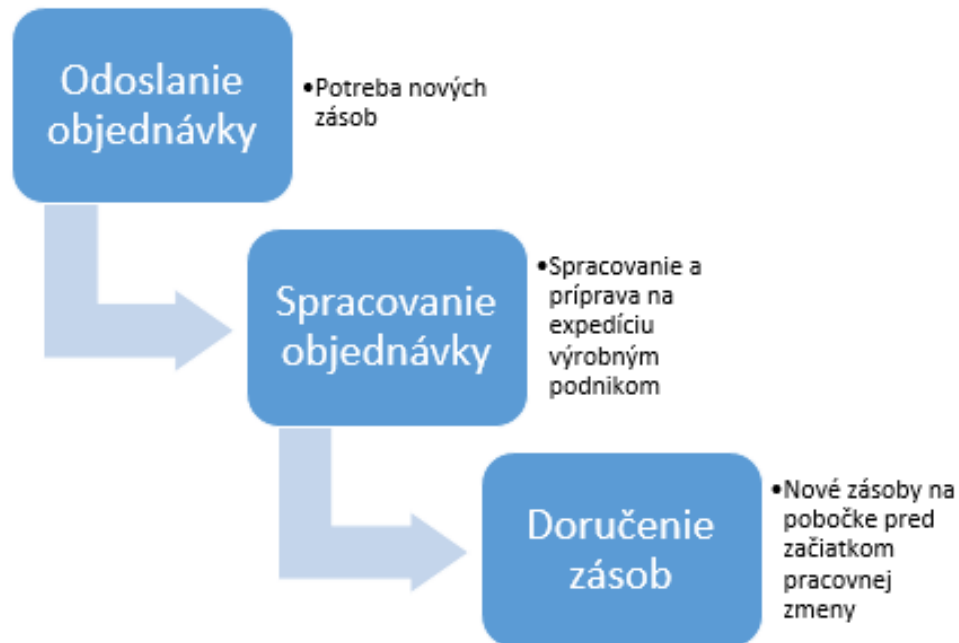 Odoslanie
objednávky
•Potreba nových
zásob
Spracovanie
objednávky
•Spracovanie a
príprava na
expedíciu
výrobným
podnikom
Doručenie
zásob
•Nové zásoby na
pobočke pred
začiatkom
pracovnej
zmeny